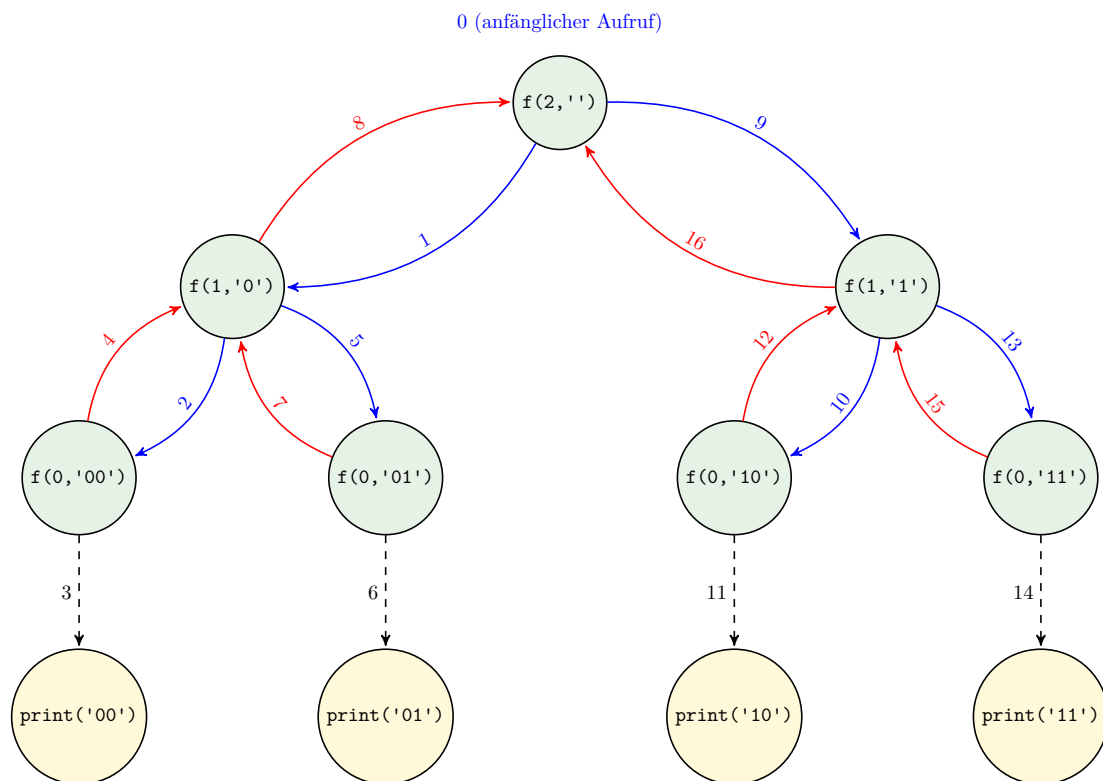 0 (anfänglicher Aufruf)
f(2,'')
8
9
1
16
f(1,'0')
f(1,'1')
4
5
12
13
2
7
10
15
f(0,'00')
f(0,'01')
f(0,'10')
f(0,'11')
3
6
11
14
print('00')
print('01')
print('10')
print('11')